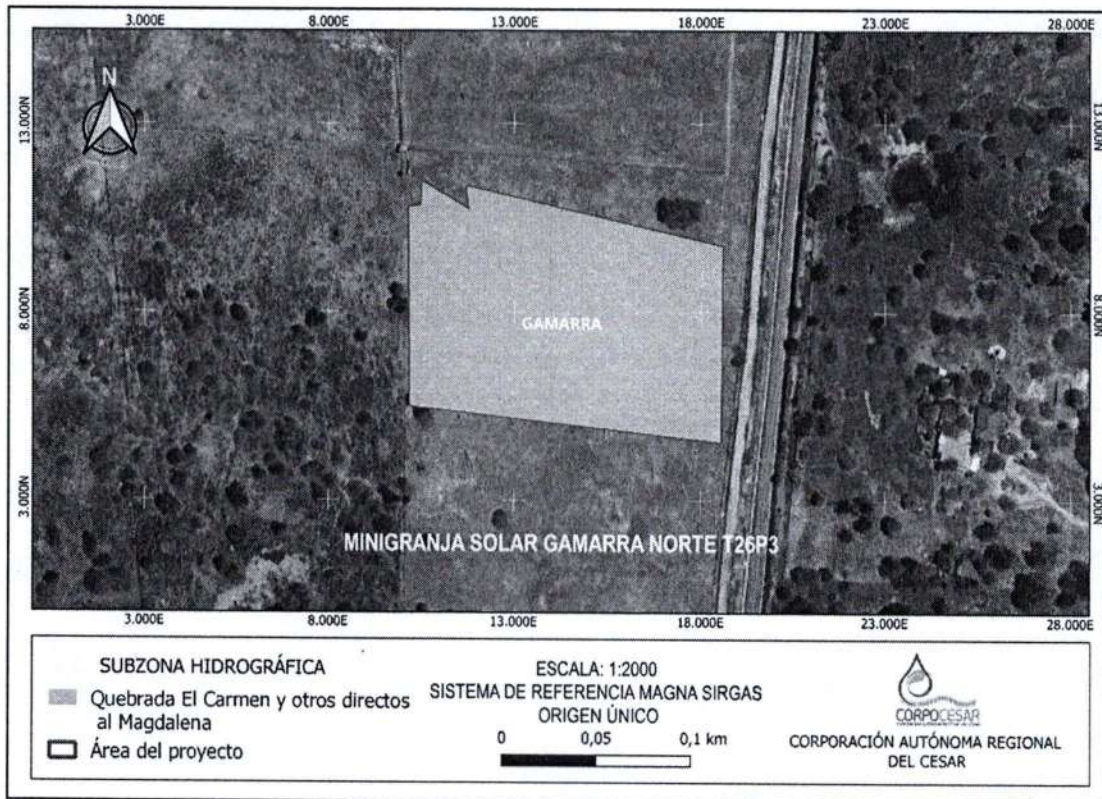 3.000E 8.000E 13.000E 18.000E 23.000E 28.000E
N
13.000N 13.000N
8.000N 8.000N
GAMARRA
3.000N 3.000N
MINIGRANJA SOLAR GAMARRA NORTE T26P3
3.000E 8.000E 13.000E 18.000E 23.000E 28.000E
SUBZONA HIDROGRÁFICA
Quebrada El Carmen y otros directos
al Magdalena
Área del proyecto
ESCALA: 1:2000
SISTEMA DE REFERENCIA MAGNA SIRGAS
ORIGEN ÚNICO
0 0,05 0,1 km
CORPOCESAR
CORPORACIÓN AUTÓNOMA REGIONAL
DEL CESAR